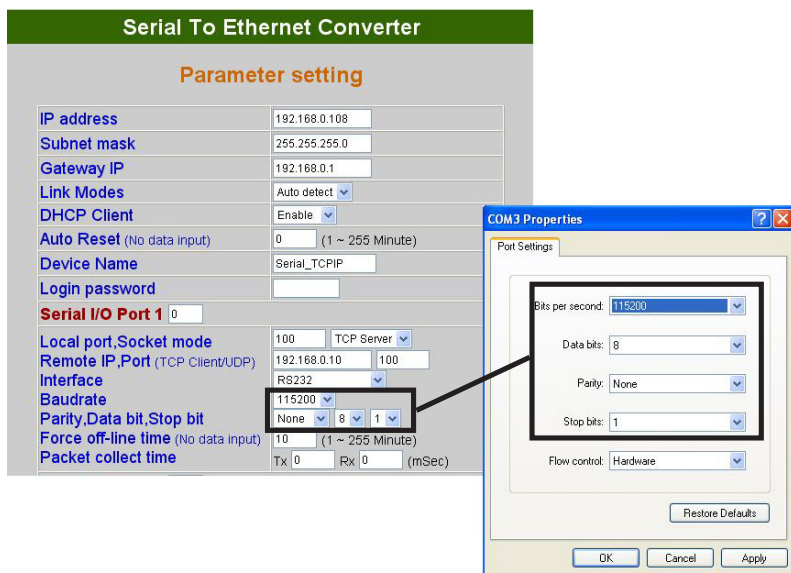 Serial To Ethernet Converter
Parameter setting
IP address 192.168.0.108
Subnet mask 255.255.255.0
Gateway IP 192.168.0.1
Link Modes Auto detect
DHCP Client Enable
Auto Reset (No data input) 0 (1 ~ 255 Minute)
Device Name Serial_TCPIP
Login password
Serial I/O Port 1 0
Local port,Socket mode 100 TCP Server
Remote IP,Port (TCP Client/UDP) 192.168.0.10 100
Interface RS232
Baudrate 115200
Parity,Data bit,Stop bit None 8 1
Force off-line time (No data input) 10 (1 ~ 255 Minute)
Packet collect time Tx 0 Rx 0 (mSec)
COM3 Properties
Port Settings
Bits per second: 115200
Data bits: 8
Parity: None
Stop bits: 1
Flow control: Hardware
Restore Defaults
OK Cancel Apply